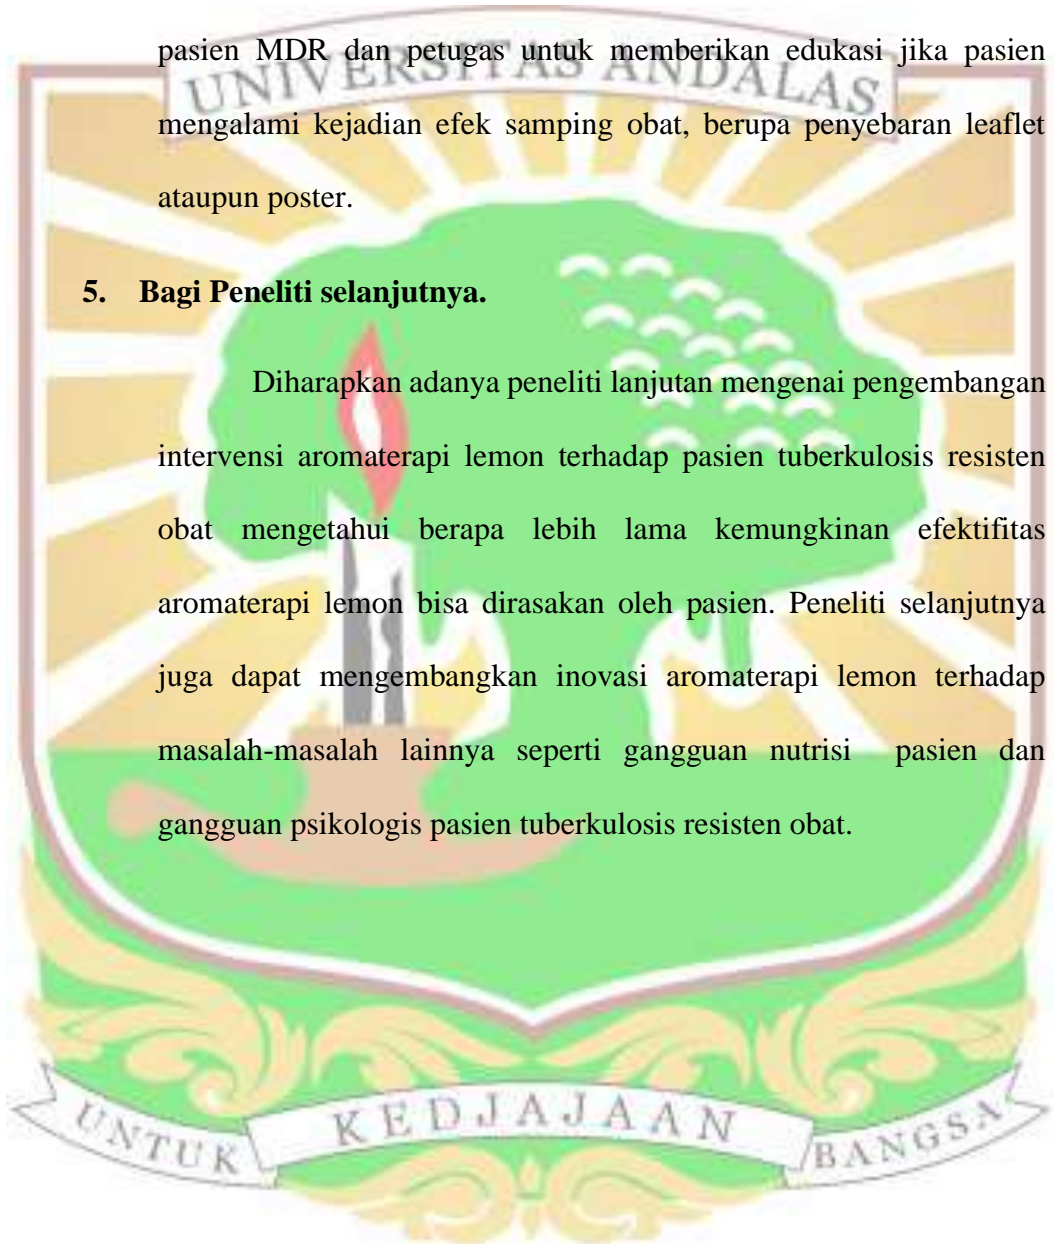 pasien MDR dan petugas untuk memberikan edukasi jika pasien
UNIVERSITAS ANDALAS
mengalami kejadian efek samping obat, berupa penyebaran leaflet
ataupun poster.
5. Bagi Peneliti selanjutnya.
Diharapkan adanya peneliti lanjutan mengenai pengembangan
intervensi aromaterapi lemon terhadap pasien tuberkulosis resisten
obat mengetahui berapa lebih lama kemungkinan efektifitas
aromaterapi lemon bisa dirasakan oleh pasien. Peneliti selanjutnya
juga dapat mengembangkan inovasi aromaterapi lemon terhadap
masalah-masalah lainnya seperti gangguan nutrisi pasien dan
gangguan psikologis pasien tuberkulosis resisten obat.
UNTUK KEDJAJAAN BANGSA